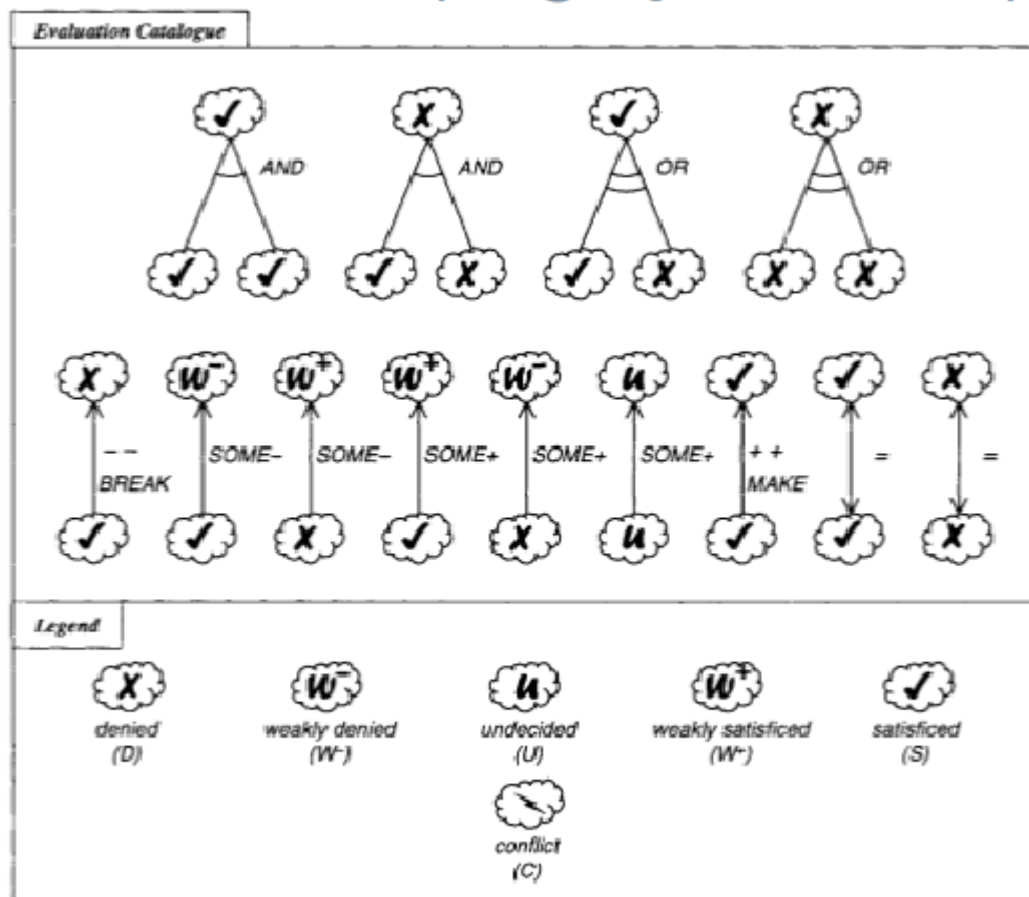 Evaluation Catalogue
✓ X ✓ X
AND AND OR OR
✓ ✓ ✓ X ✓ X X X
X W⁻ W⁺ W⁺ W⁻ u ✓ ✓ X
-- SOME– SOME– SOME+ SOME+ SOME+ ++ = =
BREAK MAKE
✓ ✓ X ✓ X u ✓ ✓ X
Legend
X W⁻ u W⁺ ✓
denied weakly denied undecided weakly satisficed satisficed
(D) (W⁻) (U) (W⁺) (S)
conflict
(C)